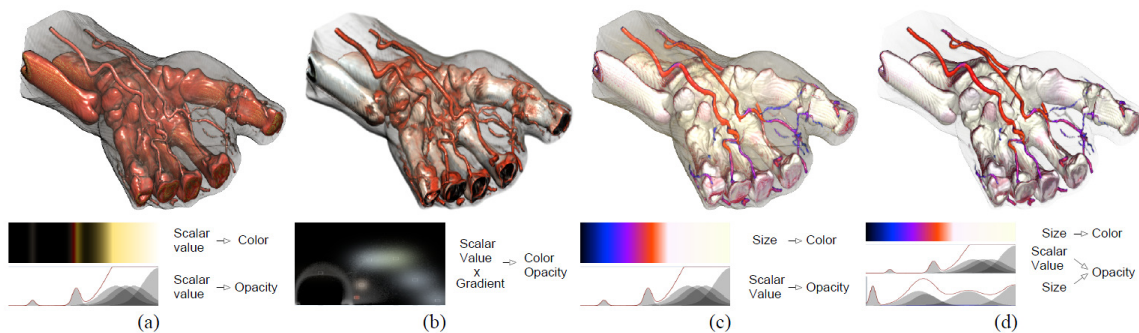 Scalar value → Color
Scalar value → Opacity
(a)
Scalar Value x Gradient → Color Opacity
(b)
Size → Color
Scalar Value → Opacity
(c)
Size → Color
Scalar Value
Size
Opacity
(d)